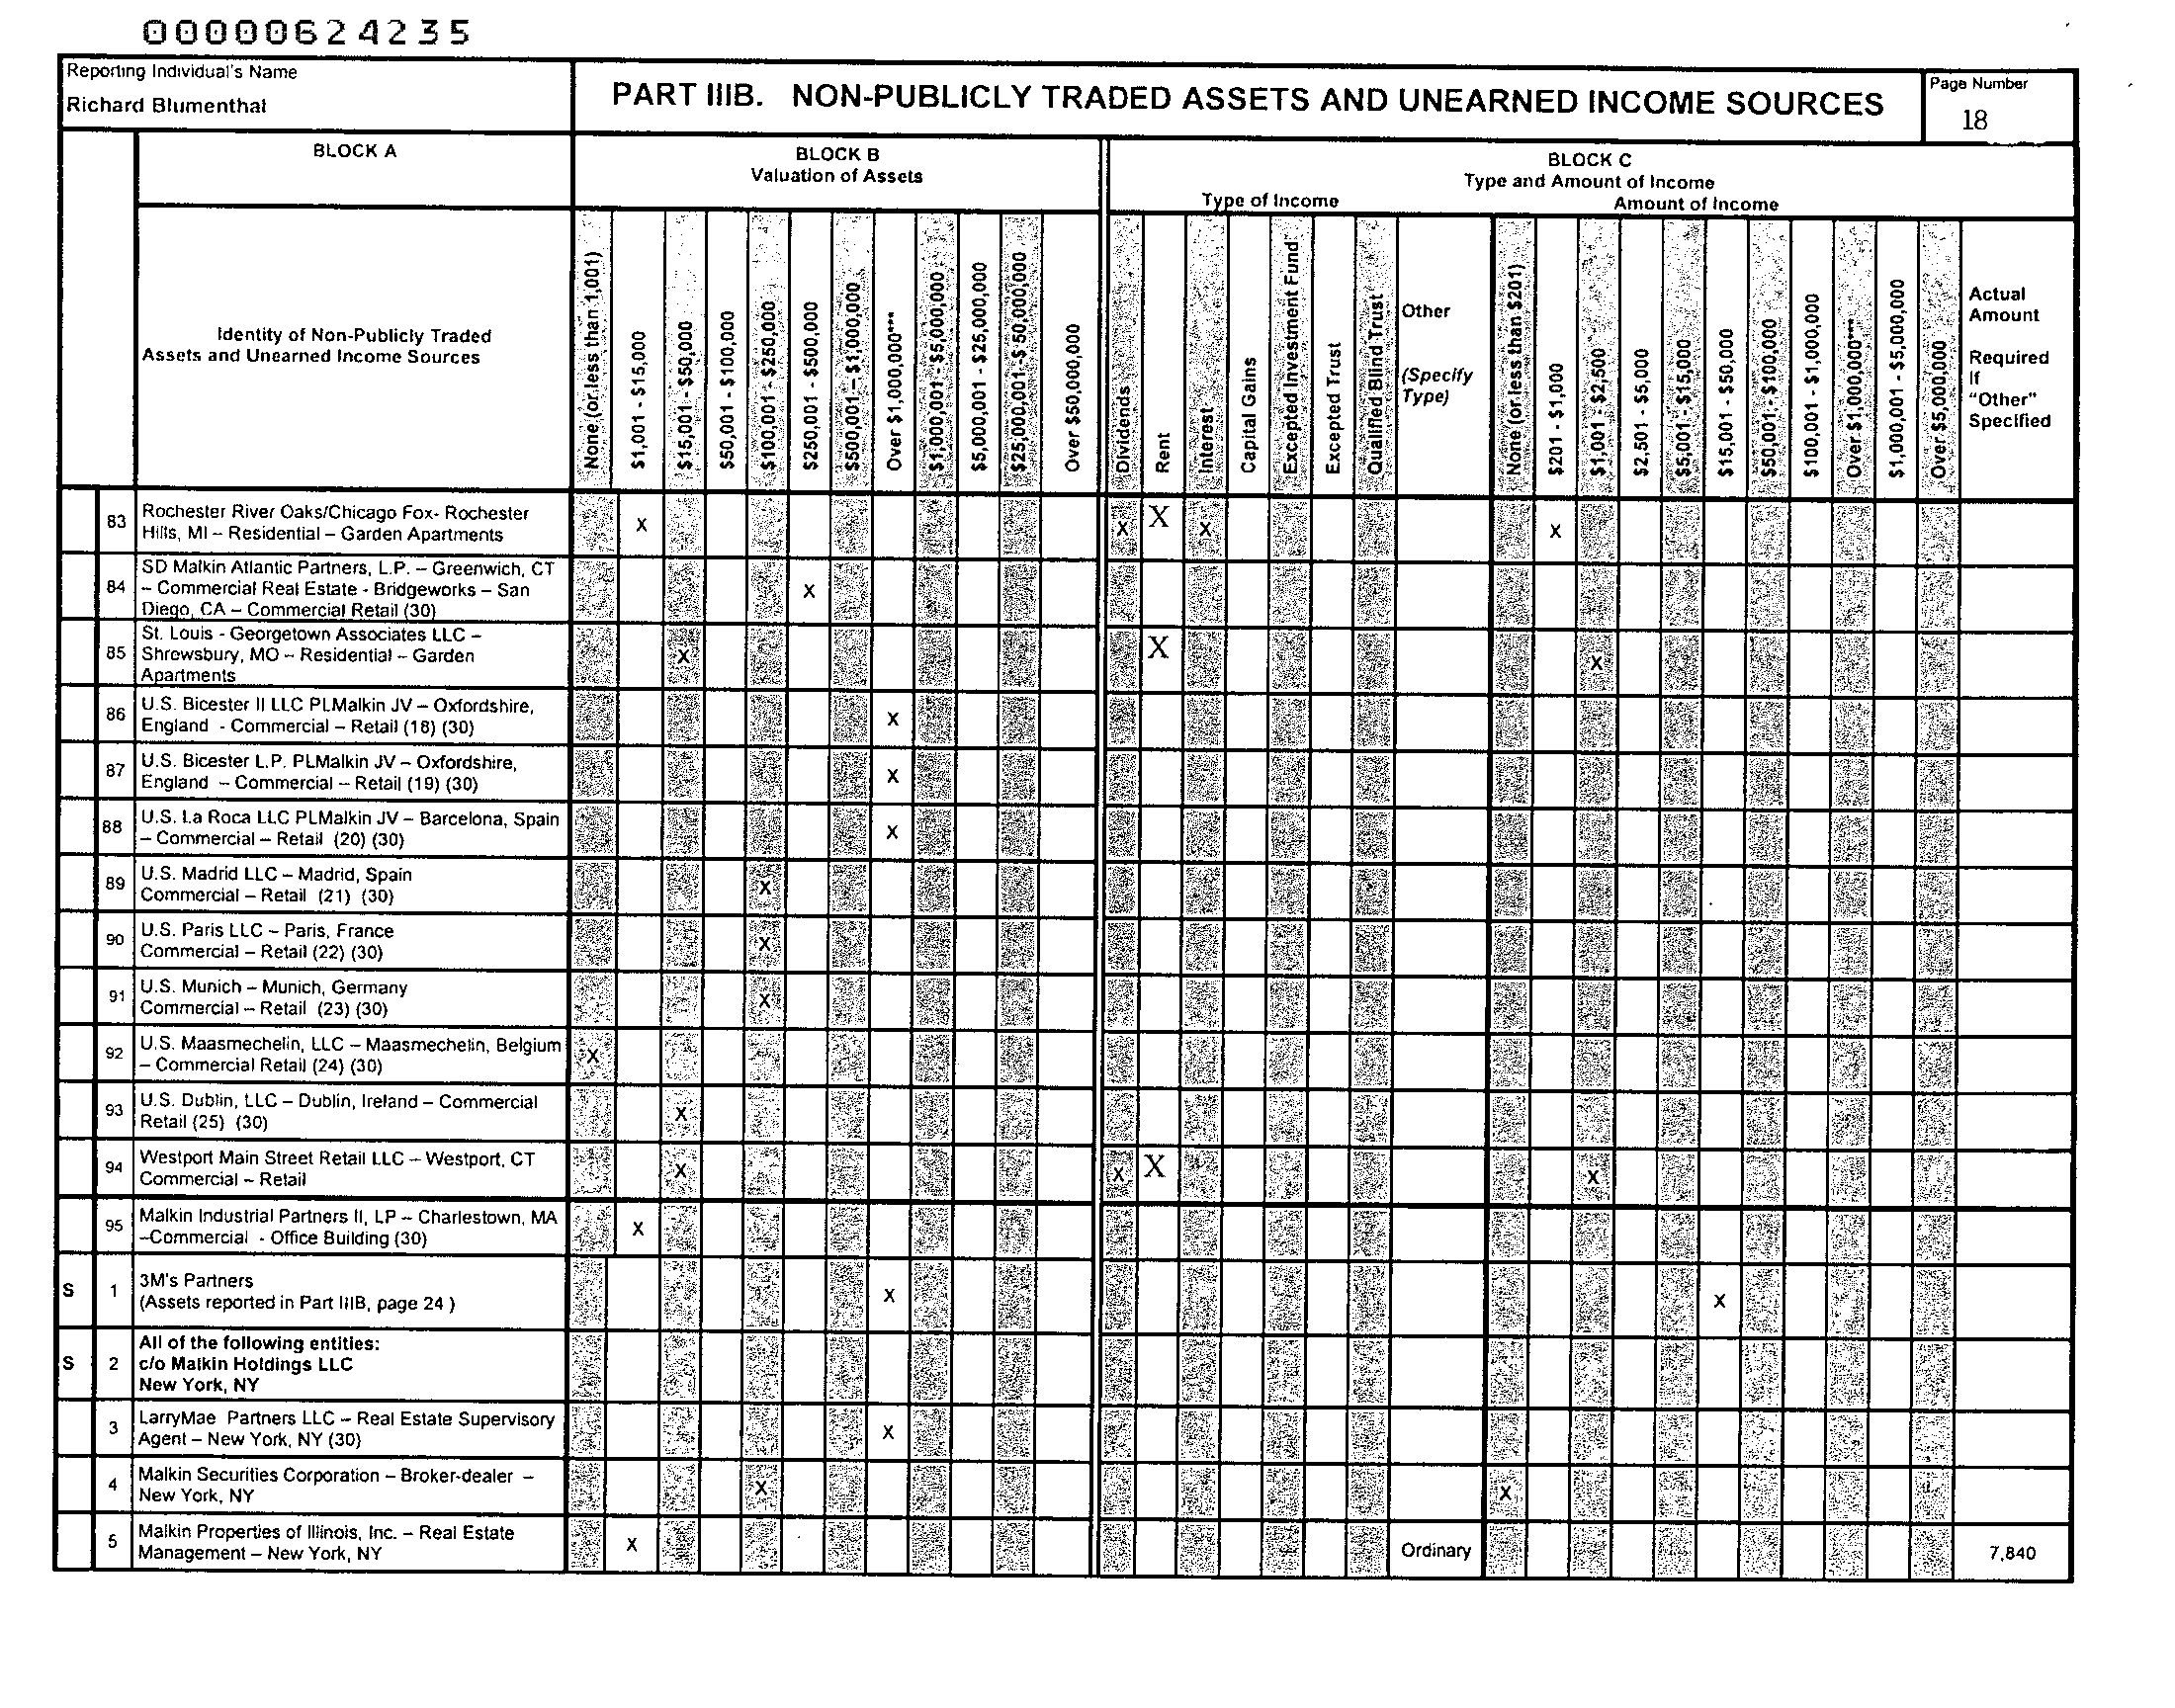 00000624235
Reporting Individual's Name
Richard Blumenthal
PART IIIB. NON-PUBLICLY TRADED ASSETS AND UNEARNED INCOME SOURCES
Page Number
18
BLOCK A
BLOCK B
Valuation of Assets
BLOCK C
Type and Amount of Income
Type of Income
Amount of Income
Identity of Non-Publicly Traded
Assets and Unearned Income Sources
None (or less than 1,001)
$1,001 - $15,000
$15,001 - $50,000
$50,001 - $100,000
$100,001 - $250,000
$250,001 - $500,000
$500,001 – $1,000,000
Over $1,000,000***
$1,000,001 - $5,000,000
$5,000,001 - $25,000,000
$25,000,001 - $ 50,000,000
Over $50,000,000
Dividends
Rent
Interest
Capital Gains
Excepted Investment Fund
Excepted Trust
Qualified Blind Trust
Other
(Specify
Type)
None (or less than $201)
$201 - $1,000
$1,001 - $2,500
$2,501 - $5,000
$5,001 - $15,000
$15,001 - $50,000
$50,001 - $100,000
$100,001 - $1,000,000
Over $1,000,000***
$1,000,001 - $5,000,000
Over $5,000,000
Actual
Amount
Required
If
"Other"
Specified
83 Rochester River Oaks/Chicago Fox- Rochester
Hills, MI – Residential – Garden Apartments X X X X X
84 SD Malkin Atlantic Partners, L.P. – Greenwich, CT
– Commercial Real Estate - Bridgeworks – San
Diego, CA – Commercial Retail (30) X
85 St. Louis - Georgetown Associates LLC –
Shrewsbury, MO – Residential – Garden
Apartments X X X
86 U.S. Bicester II LLC PLMalkin JV – Oxfordshire,
England - Commercial – Retail (18) (30) X
87 U.S. Bicester L.P. PLMalkin JV – Oxfordshire,
England – Commercial – Retail (19) (30) X
88 U.S. La Roca LLC PLMalkin JV – Barcelona, Spain
– Commercial – Retail (20) (30) X
89 U.S. Madrid LLC – Madrid, Spain
Commercial – Retail (21) (30) X
90 U.S. Paris LLC – Paris, France
Commercial – Retail (22) (30) X
91 U.S. Munich – Munich, Germany
Commercial – Retail (23) (30) X
92 U.S. Maasmechelin, LLC – Maasmechelin, Belgium
– Commercial Retail (24) (30) X
93 U.S. Dublin, LLC – Dublin, Ireland – Commercial
Retail (25) (30) X
94 Westport Main Street Retail LLC – Westport, CT
Commercial – Retail X X X X
95 Malkin Industrial Partners II, LP – Charlestown, MA
–Commercial - Office Building (30) X
S 1 3M's Partners
(Assets reported in Part IIIB, page 24 ) X X
S 2 All of the following entities:
c/o Malkin Holdings LLC
New York, NY
3 LarryMae Partners LLC – Real Estate Supervisory
Agent – New York, NY (30) X
4 Malkin Securities Corporation – Broker-dealer –
New York, NY X X
5 Malkin Properties of Illinois, Inc. – Real Estate
Management – New York, NY X Ordinary 7,840